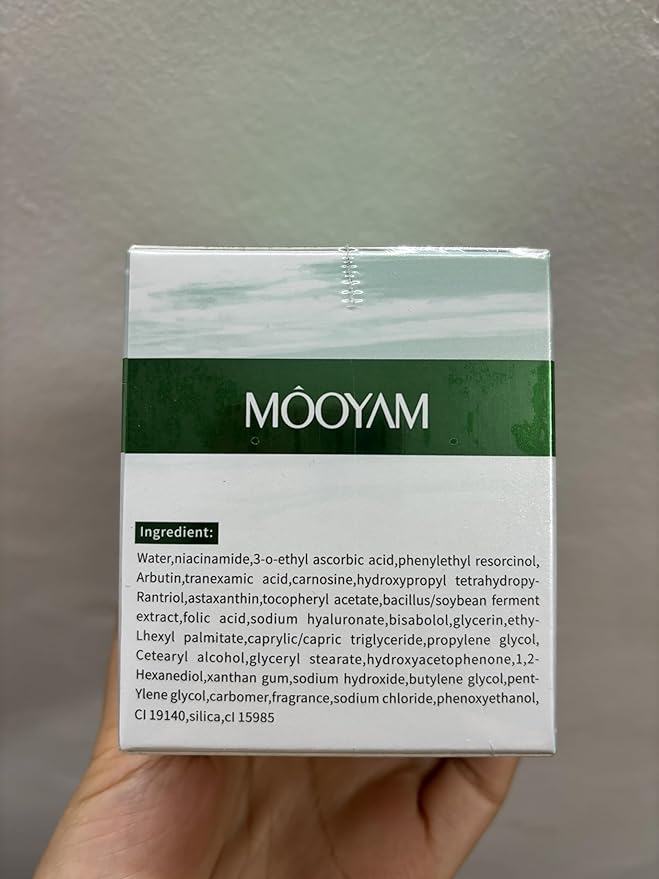 MÔOYAM
Ingredient:
Water,niacinamide,3-o-ethyl ascorbic acid,phenylethyl resorcinol,
Arbutin,tranexamic acid,carnosine,hydroxypropyl tetrahydropy-
Rantriol,astaxanthin,tocopheryl acetate,bacillus/soybean ferment
extract,folic acid,sodium hyaluronate,bisabolol,glycerin,ethy-
Lhexyl palmitate,caprylic/capric triglyceride,propylene glycol,
Cetearyl alcohol,glyceryl stearate,hydroxyacetophenone,1,2-
Hexanediol,xanthan gum,sodium hydroxide,butylene glycol,pent-
Ylene glycol,carbomer,fragrance,sodium chloride,phenoxyethanol,
CI 19140,silica,cI 15985